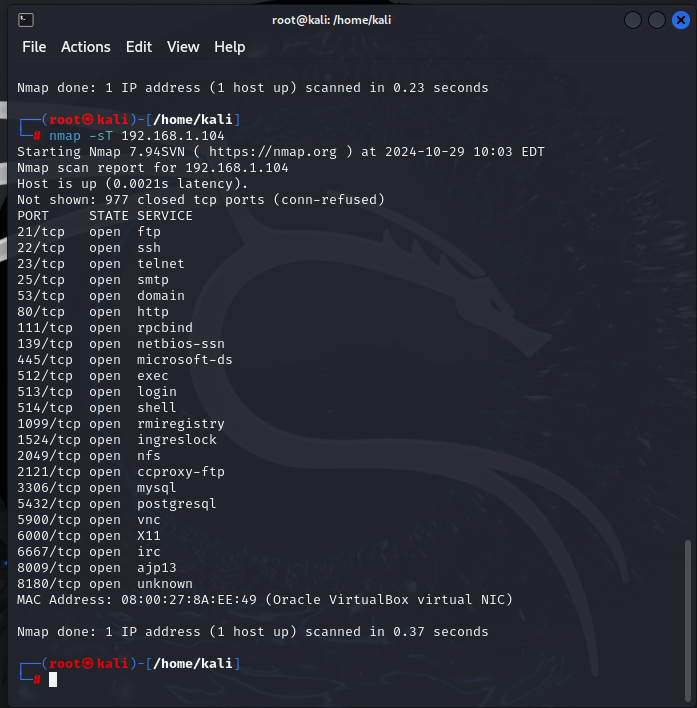 root@kali: /home/kali
File Actions Edit View Help
Nmap done: 1 IP address (1 host up) scanned in 0.23 seconds
┌──(root㉿kali)-[/home/kali]
└─# nmap -sT 192.168.1.104
Starting Nmap 7.94SVN ( https://nmap.org ) at 2024-10-29 10:03 EDT
Nmap scan report for 192.168.1.104
Host is up (0.0021s latency).
Not shown: 977 closed tcp ports (conn-refused)
PORT     STATE SERVICE
21/tcp   open  ftp
22/tcp   open  ssh
23/tcp   open  telnet
25/tcp   open  smtp
53/tcp   open  domain
80/tcp   open  http
111/tcp  open  rpcbind
139/tcp  open  netbios-ssn
445/tcp  open  microsoft-ds
512/tcp  open  exec
513/tcp  open  login
514/tcp  open  shell
1099/tcp open  rmiregistry
1524/tcp open  ingreslock
2049/tcp open  nfs
2121/tcp open  ccproxy-ftp
3306/tcp open  mysql
5432/tcp open  postgresql
5900/tcp open  vnc
6000/tcp open  X11
6667/tcp open  irc
8009/tcp open  ajp13
8180/tcp open  unknown
MAC Address: 08:00:27:8A:EE:49 (Oracle VirtualBox virtual NIC)
Nmap done: 1 IP address (1 host up) scanned in 0.37 seconds
┌──(root㉿kali)-[/home/kali]
└─#